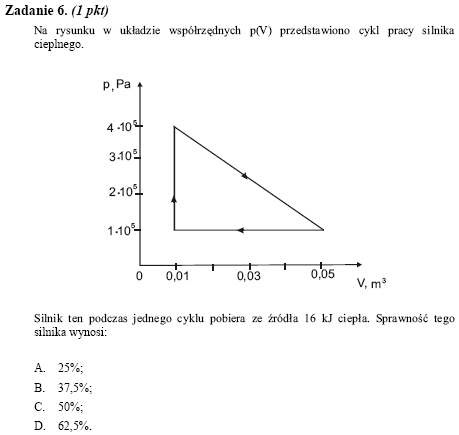 Zadanie 6. (1 pkt)
Na rysunku w układzie współrzędnych p(V) przedstawiono cykl pracy silnika
cieplnego.
p, Pa
4 ·10⁵
3·10⁵
2·10⁵
1·10⁵
0 0,01 0,03 0,05
V, m³
Silnik ten podczas jednego cyklu pobiera ze źródła 16 kJ ciepła. Sprawność tego
silnika wynosi:
A. 25%;
B. 37,5%;
C. 50%;
D. 62,5%.